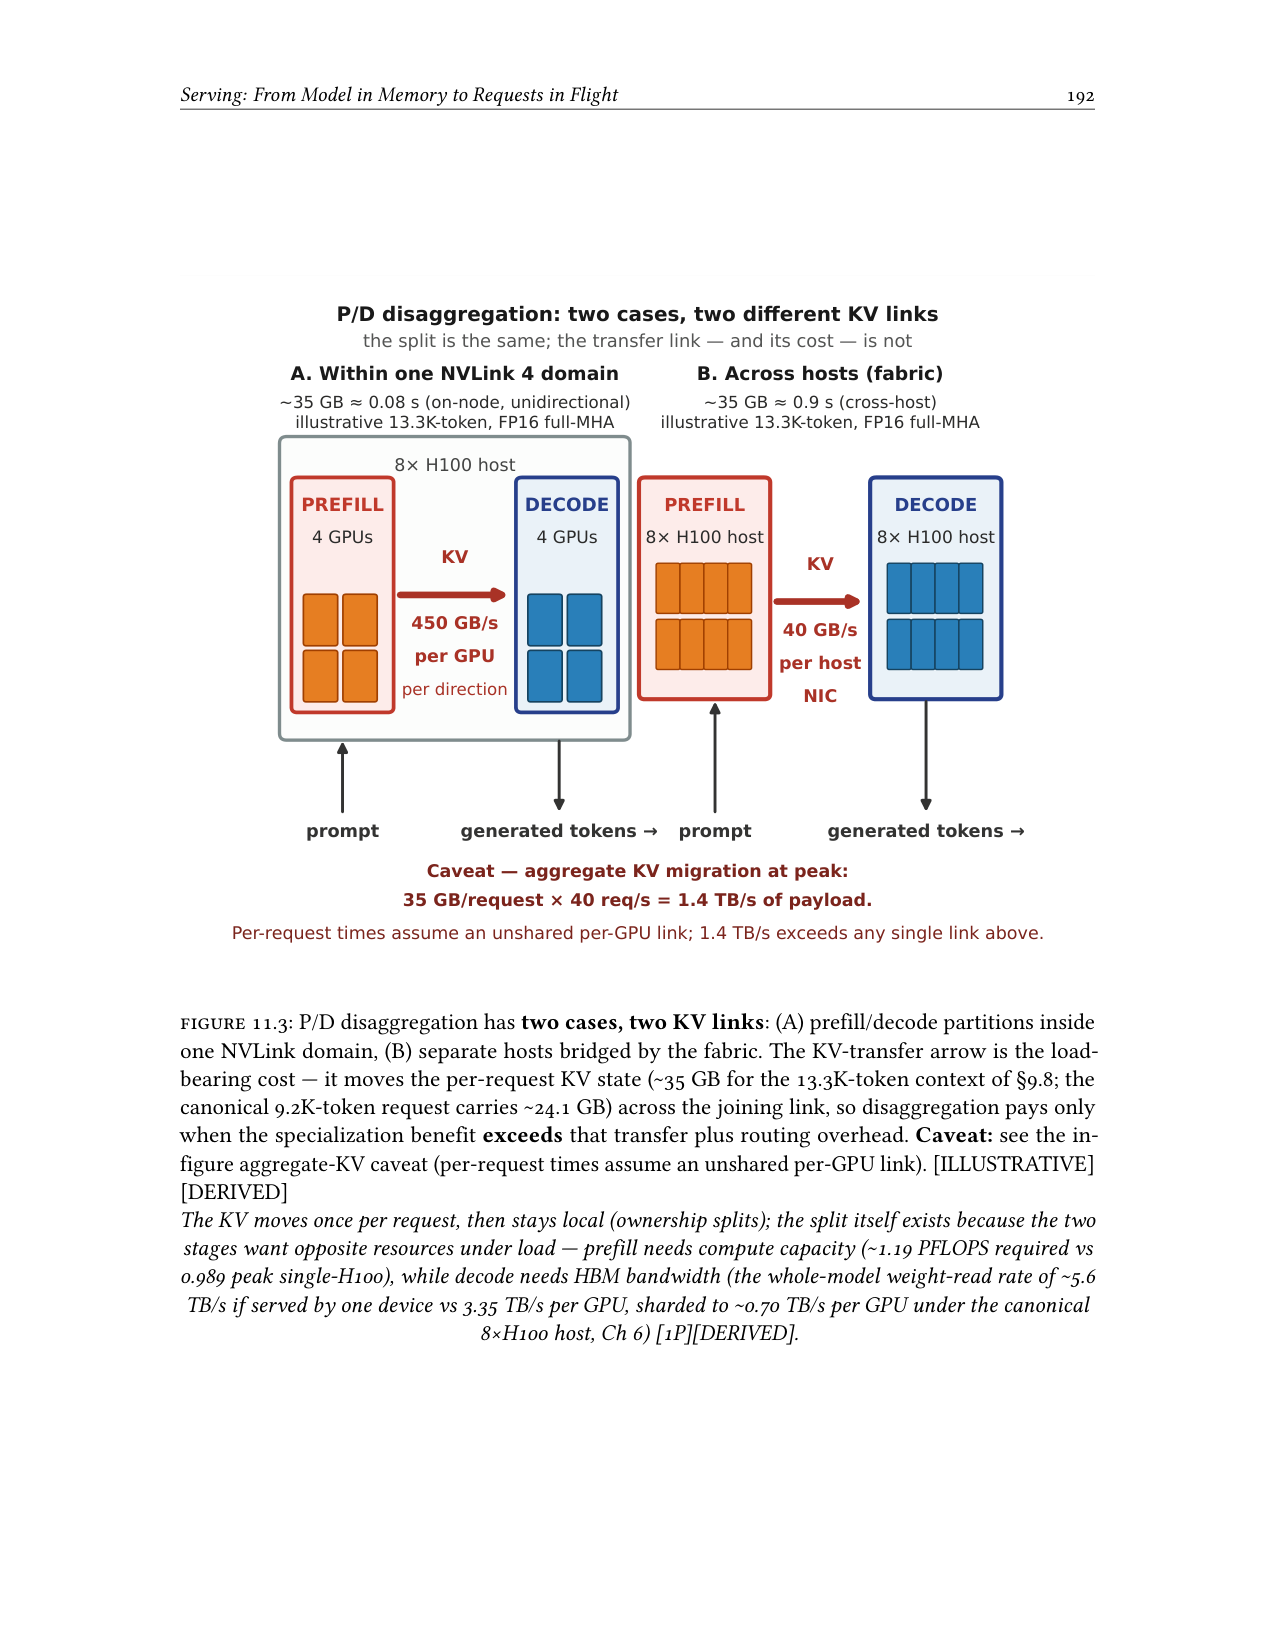 Serving: From Model in Memory to Requests in Flight 192
P/D disaggregation: two cases, two different KV links
the split is the same; the transfer link — and its cost — is not
A. Within one NVLink 4 domain
~35 GB ≈ 0.08 s (on-node, unidirectional)
illustrative 13.3K-token, FP16 full-MHA
8× H100 host
PREFILL
4 GPUs
KV
450 GB/s
per GPU
per direction
DECODE
4 GPUs
prompt
generated tokens →
B. Across hosts (fabric)
~35 GB ≈ 0.9 s (cross-host)
illustrative 13.3K-token, FP16 full-MHA
PREFILL
8× H100 host
KV
40 GB/s
per host
NIC
DECODE
8× H100 host
prompt
generated tokens →
Caveat — aggregate KV migration at peak:
35 GB/request × 40 req/s = 1.4 TB/s of payload.
Per-request times assume an unshared per-GPU link; 1.4 TB/s exceeds any single link above.
FIGURE 11.3: P/D disaggregation has two cases, two KV links: (A) prefill/decode partitions inside
one NVLink domain, (B) separate hosts bridged by the fabric. The KV-transfer arrow is the load-
bearing cost — it moves the per-request KV state (~35 GB for the 13.3K-token context of §9.8; the
canonical 9.2K-token request carries ~24.1 GB) across the joining link, so disaggregation pays only
when the specialization benefit exceeds that transfer plus routing overhead. Caveat: see the in-
figure aggregate-KV caveat (per-request times assume an unshared per-GPU link). [ILLUSTRATIVE]
[DERIVED]
The KV moves once per request, then stays local (ownership splits); the split itself exists because the two
stages want opposite resources under load — prefill needs compute capacity (~1.19 PFLOPS required vs
0.989 peak single-H100), while decode needs HBM bandwidth (the whole-model weight-read rate of ~5.6
TB/s if served by one device vs 3.35 TB/s per GPU, sharded to ~0.70 TB/s per GPU under the canonical
8×H100 host, Ch 6) [1P][DERIVED].